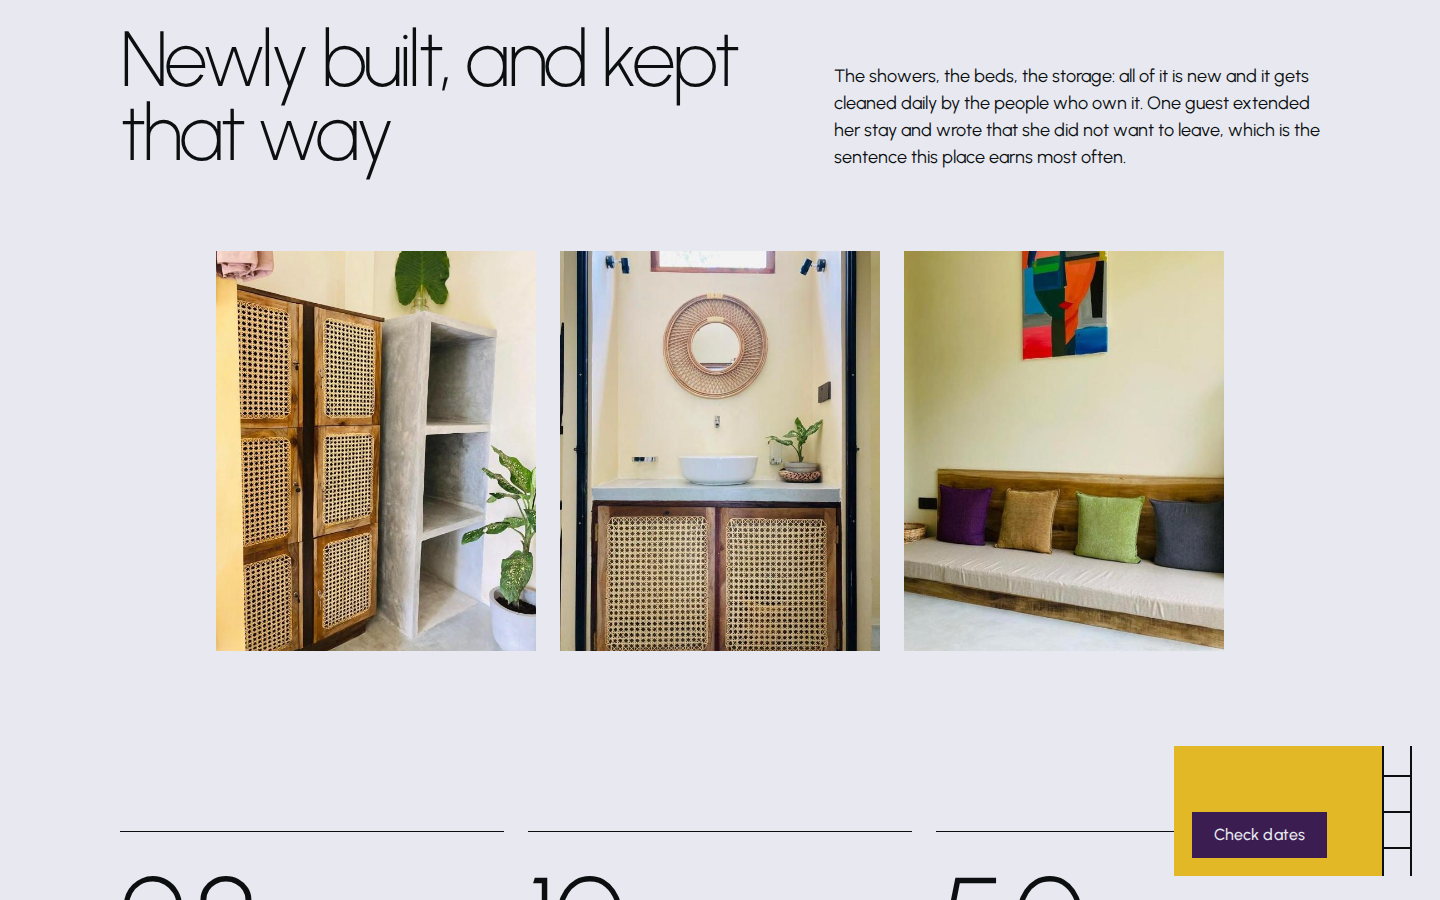 Newly built, and kept
that way
The showers, the beds, the storage: all of it is new and it gets
cleaned daily by the people who own it. One guest extended
her stay and wrote that she did not want to leave, which is the
sentence this place earns most often.
Check dates